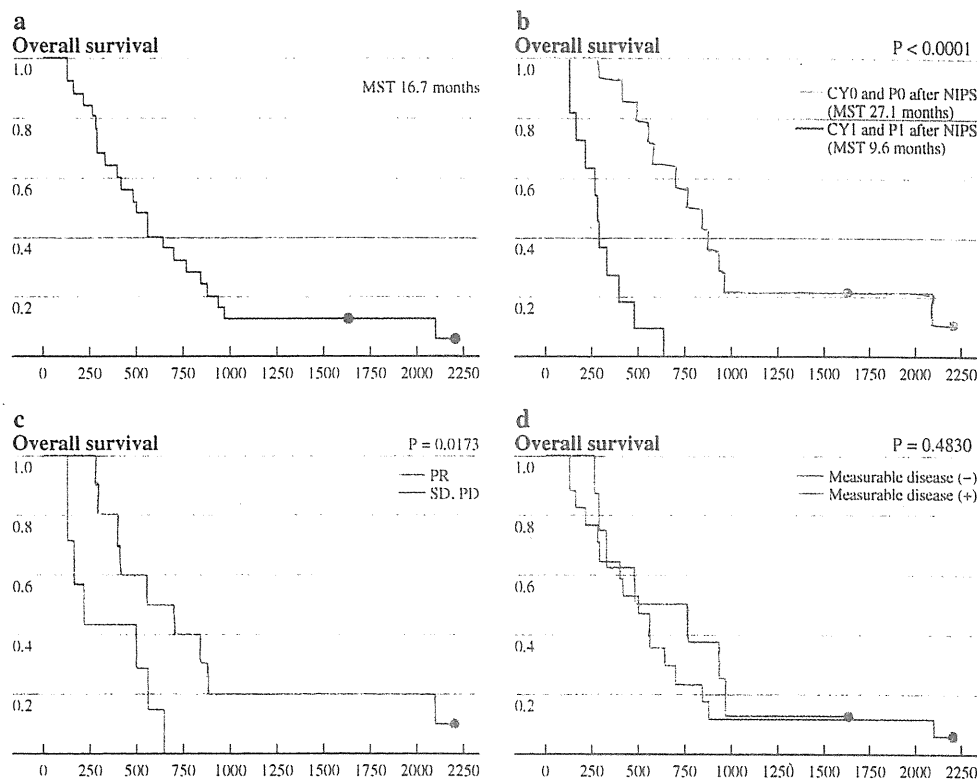 a
Overall survival
MST 16.7 months
1.0
0.8
0.6
0.4
0.2
0 250 500 750 1000 1250 1500 1750 2000 2250
b
Overall survival
P < 0.0001
CY0 and P0 after NIPS
(MST 27.1 months)
CY1 and P1 after NIPS
(MST 9.6 months)
1.0
0.8
0.6
0.4
0.2
0 250 500 750 1000 1250 1500 1750 2000 2250
c
Overall survival
P = 0.0173
PR
SD, PD
1.0
0.8
0.6
0.4
0.2
0 250 500 750 1000 1250 1500 1750 2000 2250
d
Overall survival
P = 0.4830
Measurable disease (−)
Measurable disease (+)
1.0
0.8
0.6
0.4
0.2
0 250 500 750 1000 1250 1500 1750 2000 2250